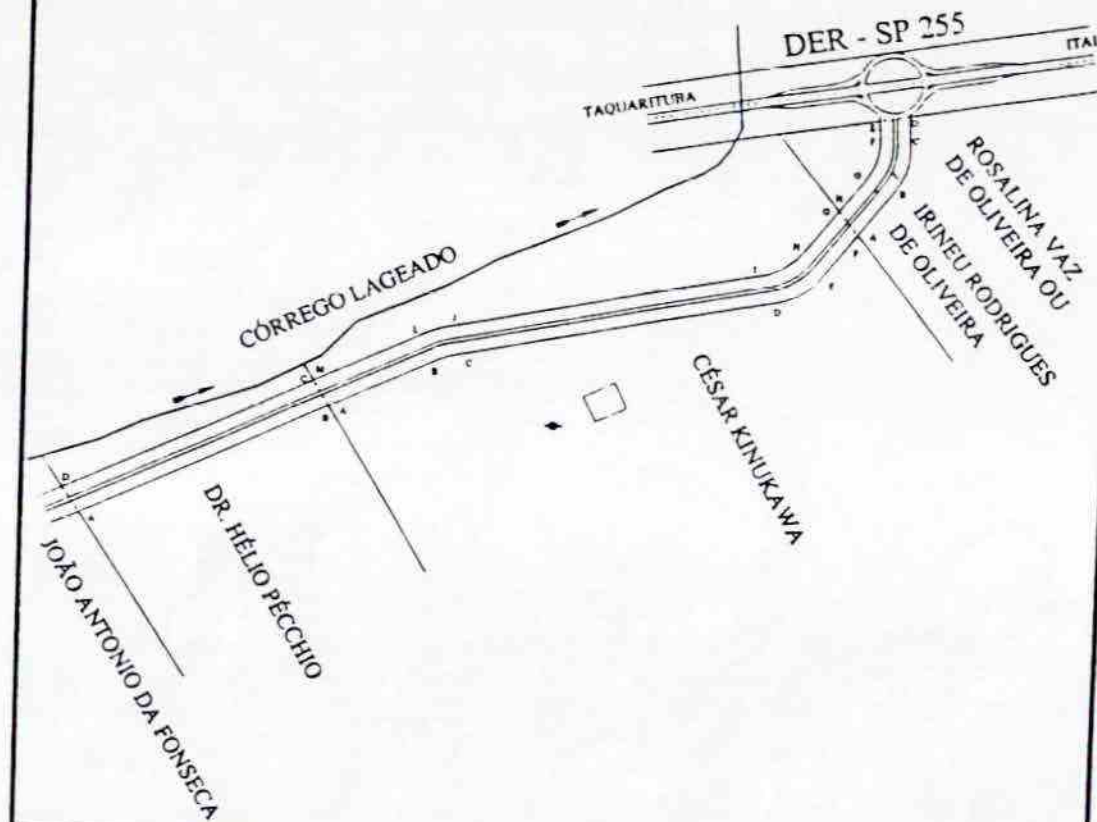 DER - SP 255
ITAI
TAQUARITUBA
ROSALINA VAZ
DE OLIVEIRA OU
IRINEU RODRIGUES
DE OLIVEIRA
CÓRREGO LAGEADO
CÉSAR KINUKAWA
DR. HÉLIO PÉCCHIO
JOÃO ANTONIO DA FONSECA